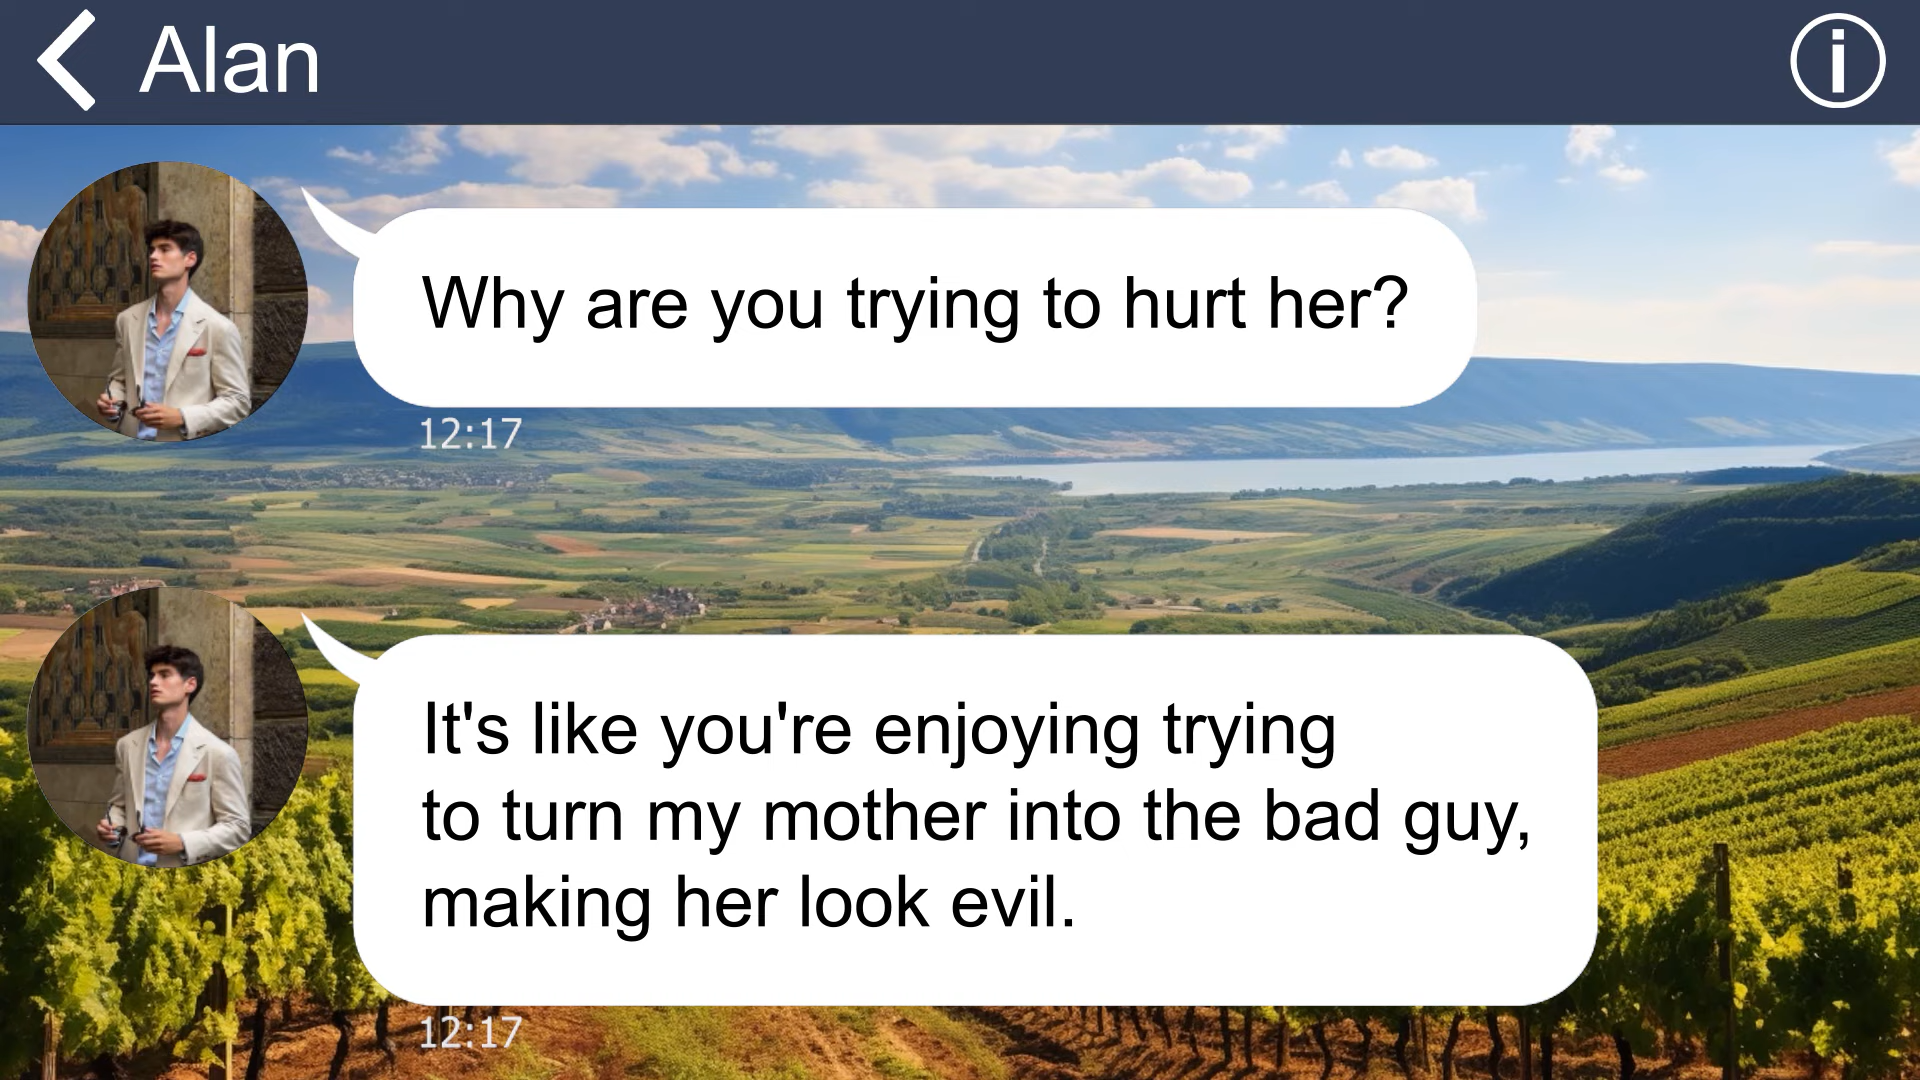 Alan
Why are you trying to hurt her?
12:17
It's like you're enjoying trying
to turn my mother into the bad guy,
making her look evil.
12:17